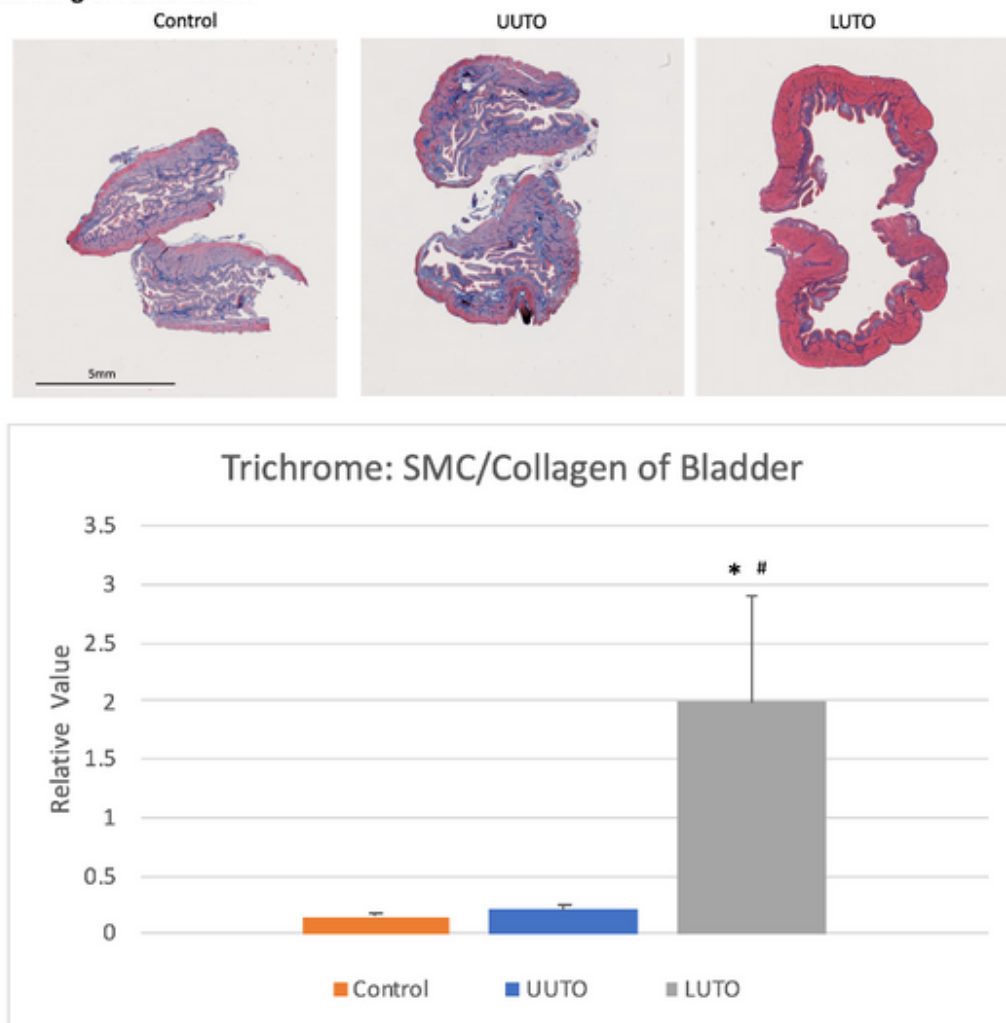 Control
UUTO
LUTO
5mm
Trichrome: SMC/Collagen of Bladder
3.5
* #
3
2.5
Relative Value
2
1.5
1
0.5
0
Control
UUTO
LUTO